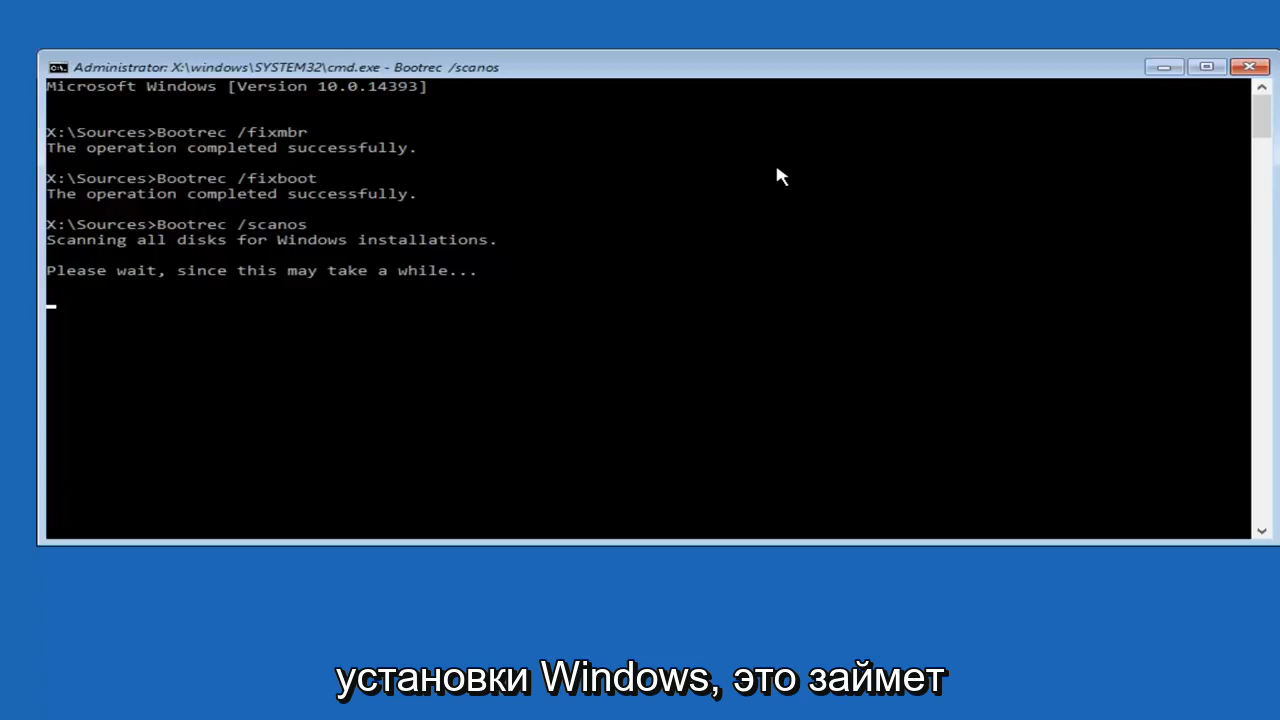 Administrator: X:\windows\SYSTEM32\cmd.exe - Bootrec /scanos
Microsoft Windows [Version 10.0.14393]
X:\Sources>Bootrec /fixmbr
The operation completed successfully.
X:\Sources>Bootrec /fixboot
The operation completed successfully.
X:\Sources>Bootrec /scanos
Scanning all disks for Windows installations.
Please wait, since this may take a while...
установки Windows, это займет